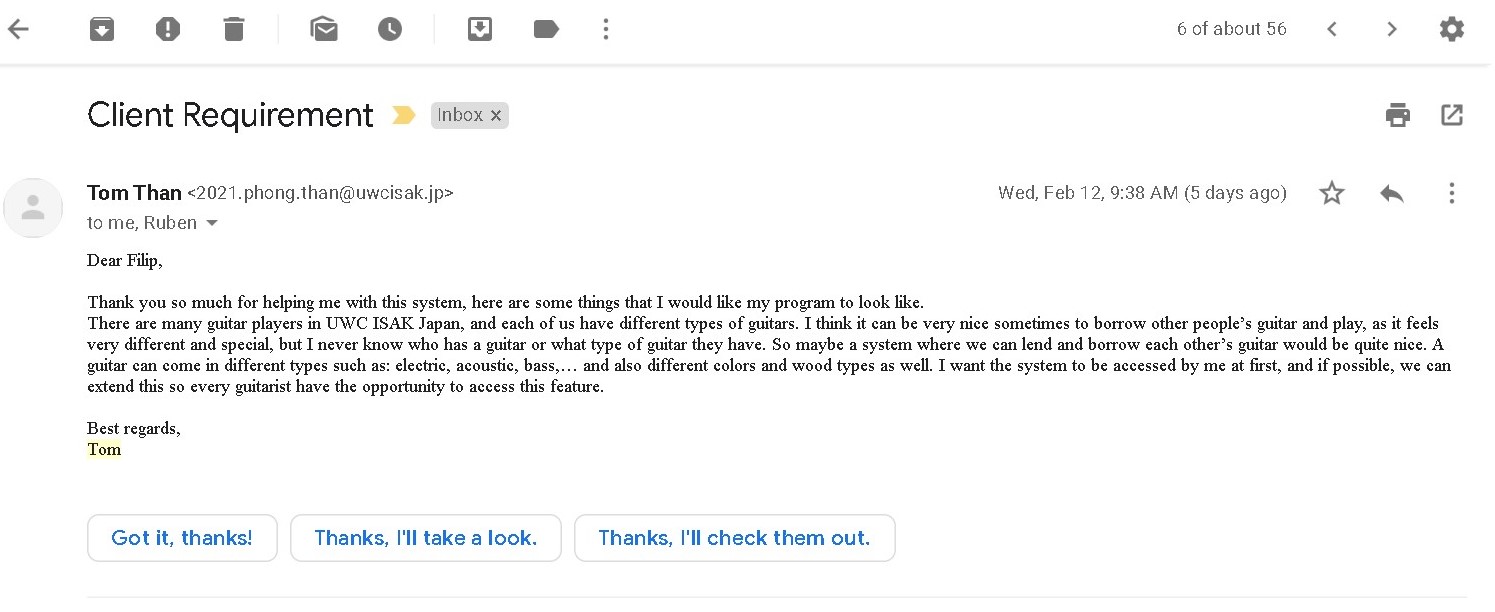 6 of about 56
Client Requirement
Inbox ×
Tom Than <2021.phong.than@uwcisak.jp>
Wed, Feb 12, 9:38 AM (5 days ago)
to me, Ruben
Dear Filip,
Thank you so much for helping me with this system, here are some things that I would like my program to look like.
There are many guitar players in UWC ISAK Japan, and each of us have different types of guitars. I think it can be very nice sometimes to borrow other people’s guitar and play, as it feels
very different and special, but I never know who has a guitar or what type of guitar they have. So maybe a system where we can lend and borrow each other’s guitar would be quite nice. A
guitar can come in different types such as: electric, acoustic, bass,… and also different colors and wood types as well. I want the system to be accessed by me at first, and if possible, we can
extend this so every guitarist have the opportunity to access this feature.
Best regards,
Tom
Got it, thanks!
Thanks, I'll take a look.
Thanks, I'll check them out.